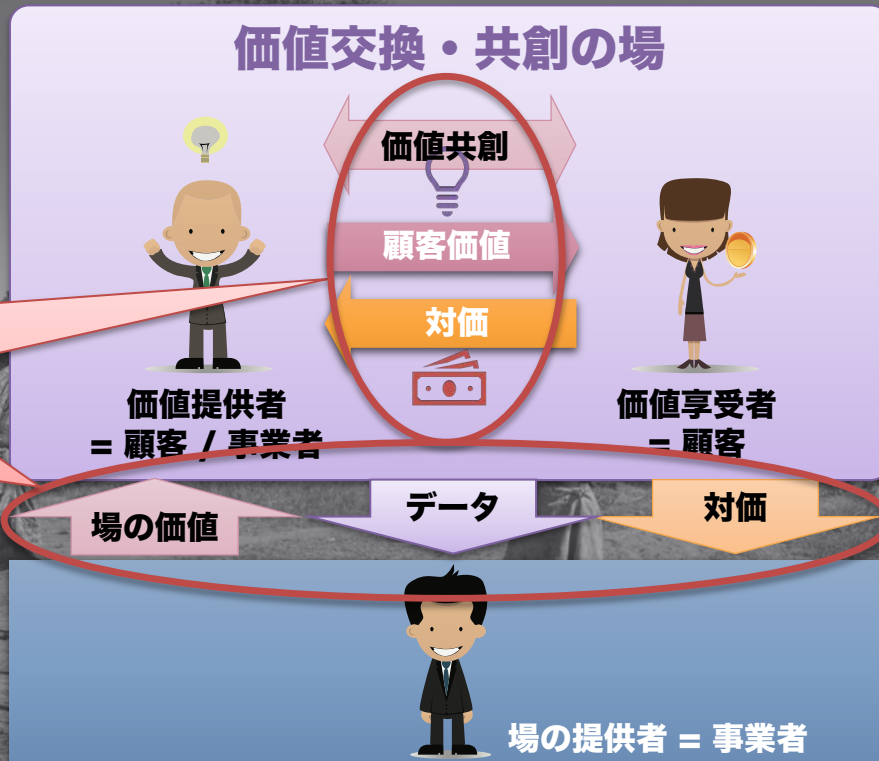 価値交換・共創の場
価値共創
顧客価値
対価
価値提供者
= 顧客 / 事業者
価値享受者
= 顧客
場の価値
データ
対価
場の提供者 = 事業者